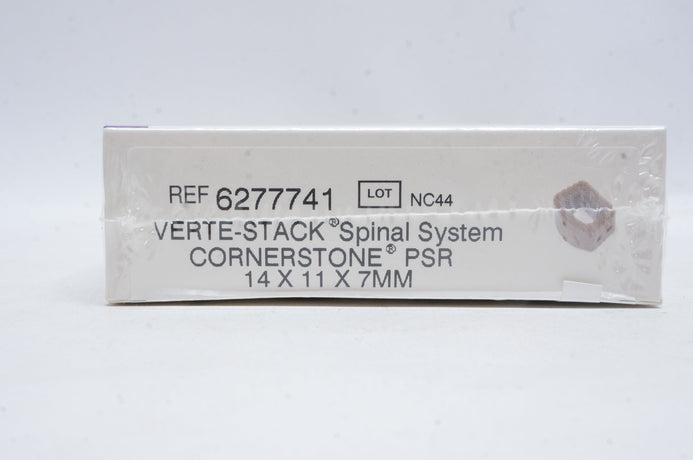 REF 6277741 LOT NC44
VERTE-STACK® Spinal System
CORNERSTONE® PSR
14 X 11 X 7MM